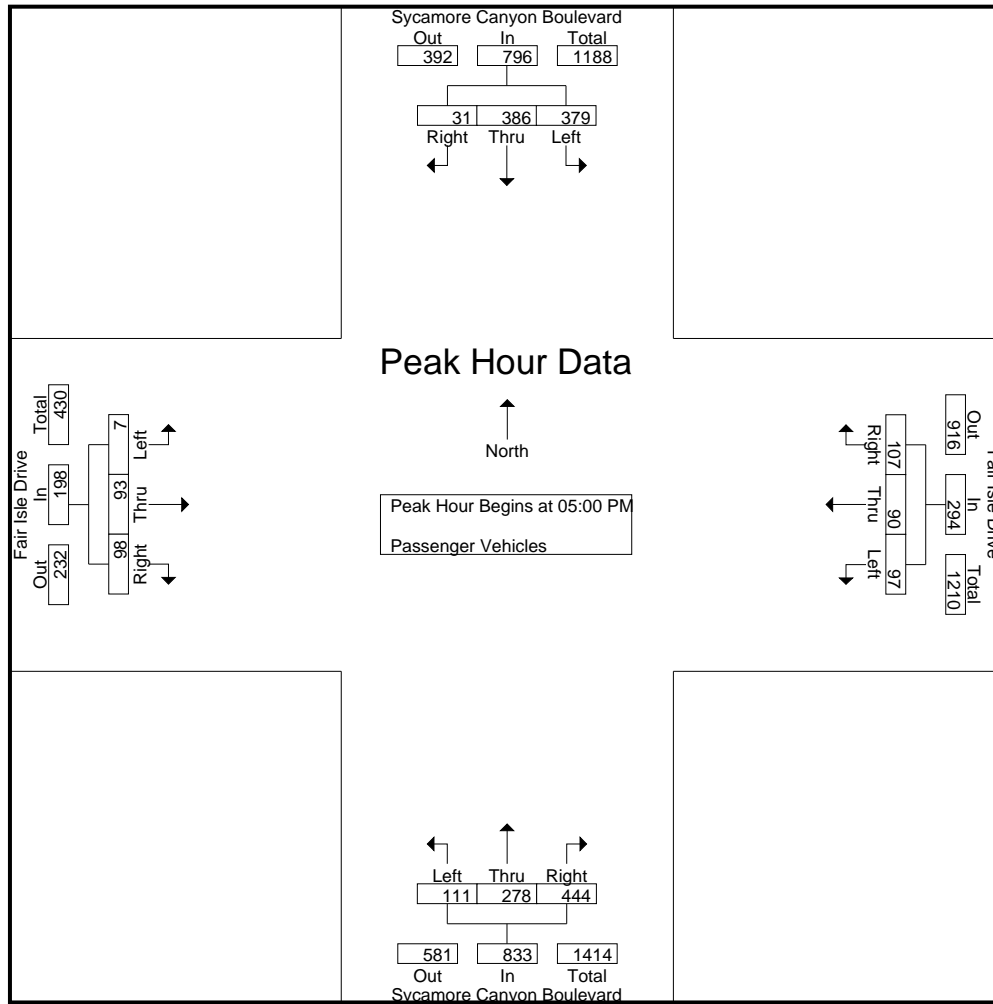 Sycamore Canyon Boulevard
Out In Total
392 796 1188
31 386 379
Right Thru Left
Peak Hour Data
North
Peak Hour Begins at 05:00 PM
Passenger Vehicles
Fair Isle Drive
Total In Out
430 198 232
7 93 98
Left Thru Right
Right Thru Left
107 90 97
916 294 1210
Out In Total
Fair Isle Drive
Left Thru Right
111 278 444
581 833 1414
Out In Total
Sycamore Canyon Boulevard